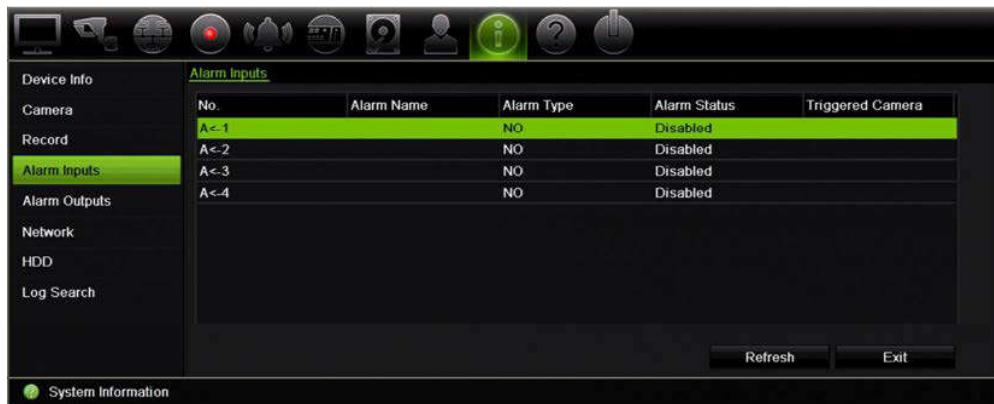 Device Info
Camera
Record
Alarm Inputs
Alarm Outputs
Network
HDD
Log Search
Alarm Inputs
No. Alarm Name Alarm Type Alarm Status Triggered Camera
A<-1 NO Disabled
A<-2 NO Disabled
A<-3 NO Disabled
A<-4 NO Disabled
Refresh Exit
System Information